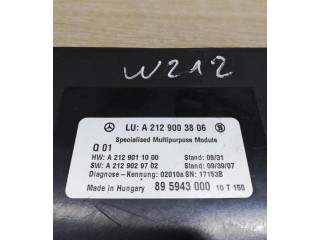 W212
LU: A 212 900 38 06
Specialised Multipurpose Module
Q 01
HW: A 212 901 10 00 Stand: 08/31
SW: A 212 902 97 02 Stand: 09/39/07
Diagnose - Kennung: 02010a SN: 17153B
Made in Hungary 89 5943 000 10 T 155